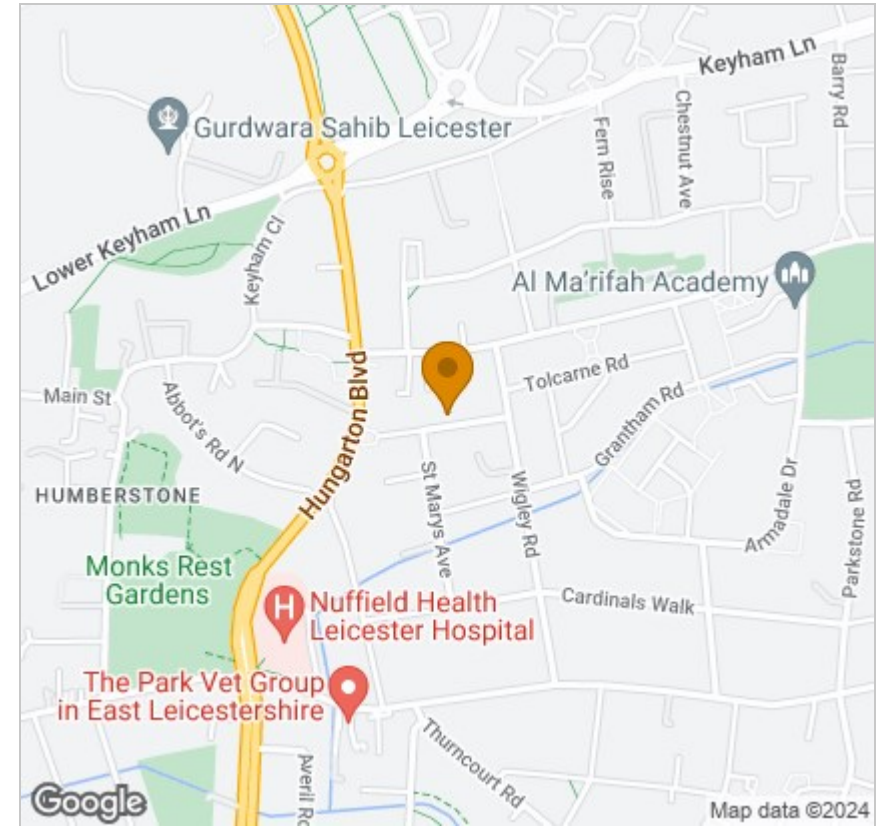 Keyham Ln
Barry Rd
Gurdwara Sahib Leicester
Fern Rise
Chestnut Ave
Lower Keyham Ln
Keyham Cl
Al Ma'rifah Academy
Hungarton Blvd
Tolcarne Rd
Main St
Abbot's Rd N
Grantham Rd
HUMBERSTONE
St Marys Ave
Wigley Rd
Armadale Dr
Parkstone Rd
Monks Rest
Gardens
H
Nuffield Health
Leicester Hospital
Cardinals Walk
The Park Vet Group
in East Leicestershire
Thurncourt Rd
Averil Ro
Google
Map data ©2024